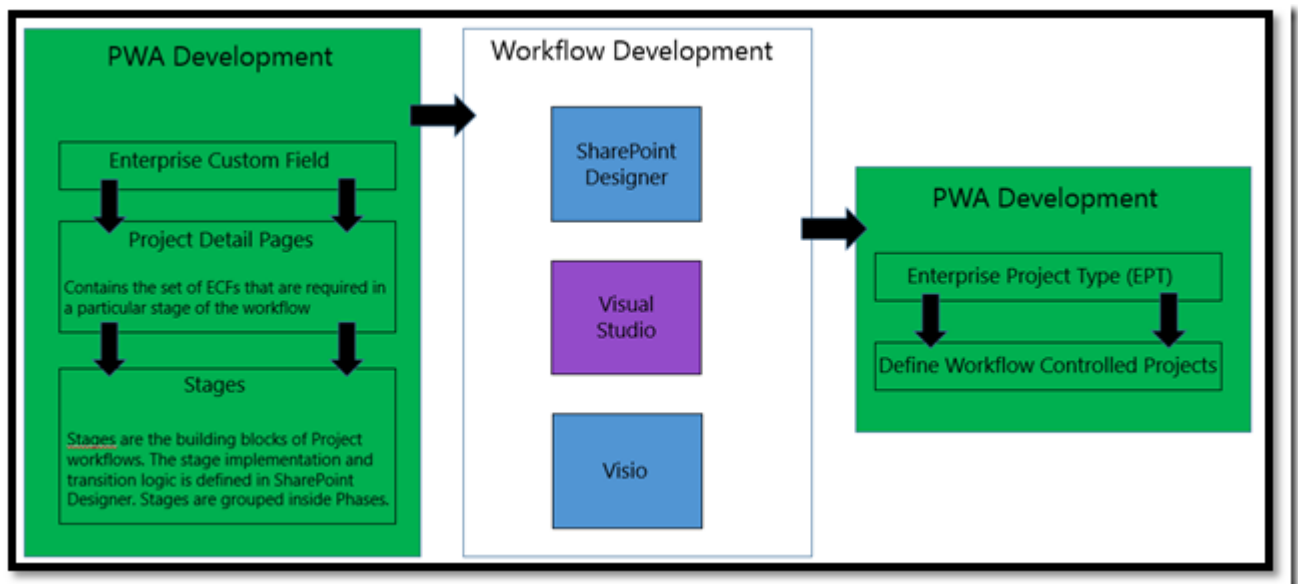 PWA Development
Enterprise Custom Field
Project Detail Pages
Contains the set of ECFs that are required in
a particular stage of the workflow
Stages
Stages are the building blocks of Project
workflows. The stage implementation and
transition logic is defined in SharePoint
Designer. Stages are grouped inside Phases.
Workflow Development
SharePoint
Designer
Visual
Studio
Visio
PWA Development
Enterprise Project Type (EPT)
Define Workflow Controlled Projects